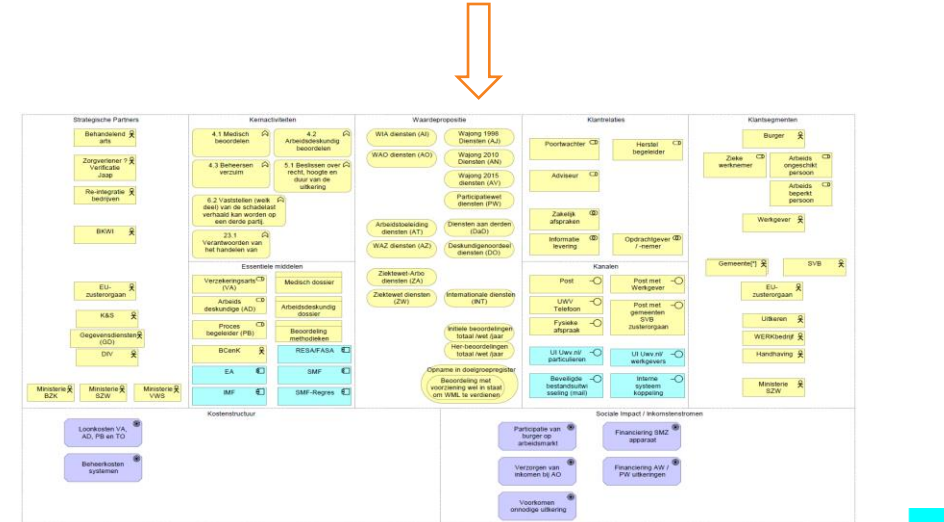 Strategische Partners
Behandelend
arts
Zorgverlener ?
Verificatie
Jaap
Re-integratie
bedrijven
BKWI
EU-
zusterorgaan
K&S
Gegevensdiensten
(GD)
DIV
Ministerie
BZK
Ministerie
SZW
Ministerie
VWS
Kernactiviteiten
4.1 Medisch
beoordelen
4.2
Arbeidsdeskundig
beoordelen
4.3 Beheersen
verzuim
5.1 Beslissen over
recht, hoogte en
duur van de
uitkering
6.2 Vaststellen (welk
deel) van de schadelast
verhaald kan worden op
een derde partij.
23.1
Verantwoorden van
het handelen van
Essentiele middelen
Verzekeringsarts
(VA)
Medisch dossier
Arbeids
deskundige (AD)
Arbeidsdeskundig
dossier
Proces
begeleider (PB)
Beoordeling
methodieken
BCenK
RESA/FASA
EA
SMF
IMF
SMF-Regres
Waardepropositie
WIA diensten (AI)
Wajong 1998
Diensten (AJ)
WAO diensten (AO)
Wajong 2010
Diensten (AN)
Wajong 2015
diensten (AV)
Participatiewet
diensten (PW)
Arbeidstoeleiding
diensten (AT)
Diensten aan derden
(DaD)
WAZ diensten (AZ)
Deskundigenoordeel
diensten (DO)
Ziektewet-Arbo
diensten (ZA)
Ziektewet diensten
(ZW)
Internationale diensten
(INT)
Initiele beoordelingen
totaal /wet /jaar
Her-beoordelingen
totaal /wet /jaar
Opname in doelgroepregister
Beoordeling met
voorziening wel in staat
om WML te verdienen
Klantrelaties
Poortwachter
Herstel
begeleider
Adviseur
Zakelijk
afspraken
Informatie
levering
Opdrachtgever
/ -nemer
Kanalen
Post
Post met
Werkgever
UWV
Telefoon
Post met
gemeenten
SVB
zusterorgaan
Fysieke
afspraak
UI Uwv.nl/
particulieren
UI Uwv.nl/
werkgevers
Beveiligde
bestandsuitwi
sseling (mail)
Interne
systeem
koppeling
Klantsegmenten
Burger
Zieke
werknemer
Arbeids
ongeschikt
persoon
Arbeids
beperkt
persoon
Werkgever
Gemeente[*]
SVB
EU-
zusterorgaan
Uitkeren
WERKbedrijf
Handhaving
Ministerie
SZW
Kostenstructuur
Loonkosten VA,
AD, PB en TO
Beheerkosten
systemen
Sociale Impact / Inkomstenstromen
Participatie van
burger op
arbeidsmarkt
Financiering SMZ
apparaat
Verzorgen van
inkomen bij AO
Financiering AW /
PW uitkeringen
Voorkomen
onnodige uitkering